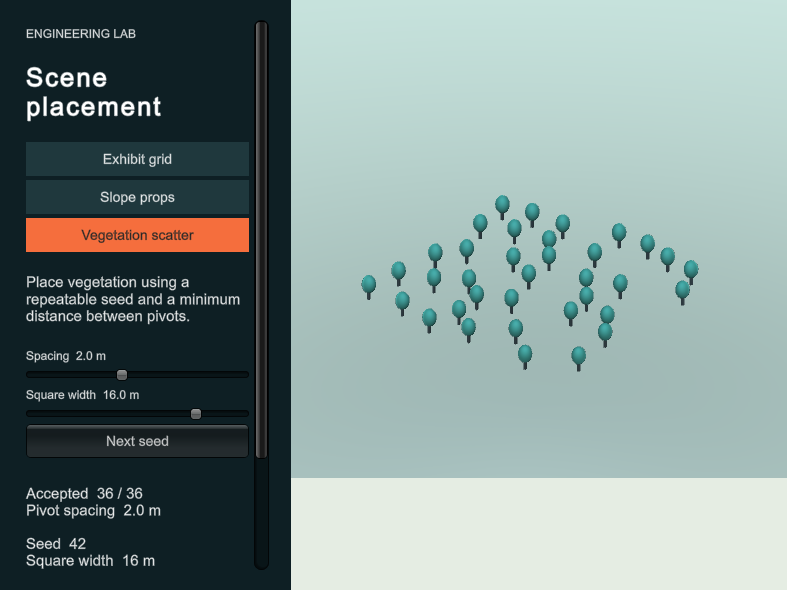 ENGINEERING LAB
Scene
placement
Exhibit grid
Slope props
Vegetation scatter
Place vegetation using a
repeatable seed and a minimum
distance between pivots.
Spacing  2.0 m
Square width  16.0 m
Next seed
Accepted  36 / 36
Pivot spacing  2.0 m
Seed  42
Square width  16 m